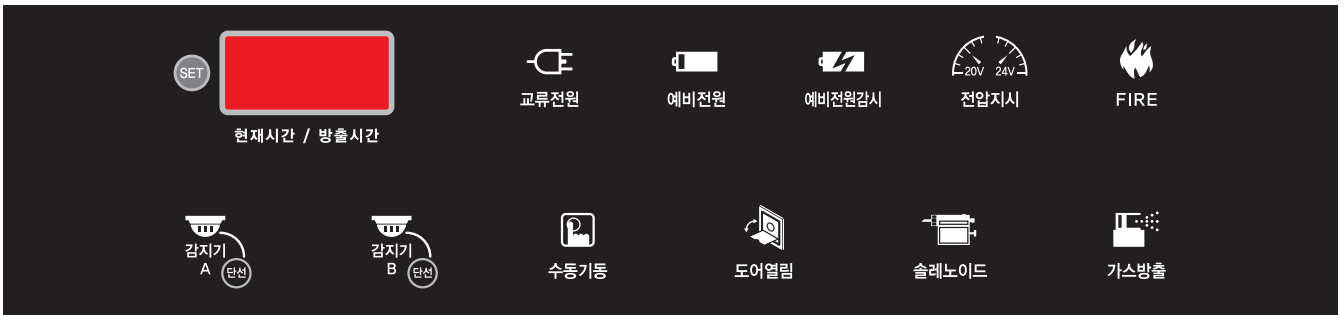 SET
현재시간 / 방출시간
교류전원
예비전원
예비전원감시
20V 24V
전압지시
FIRE
감지기
A 단선
감지기
B 단선
수동기동
도어열림
솔레노이드
가스방출